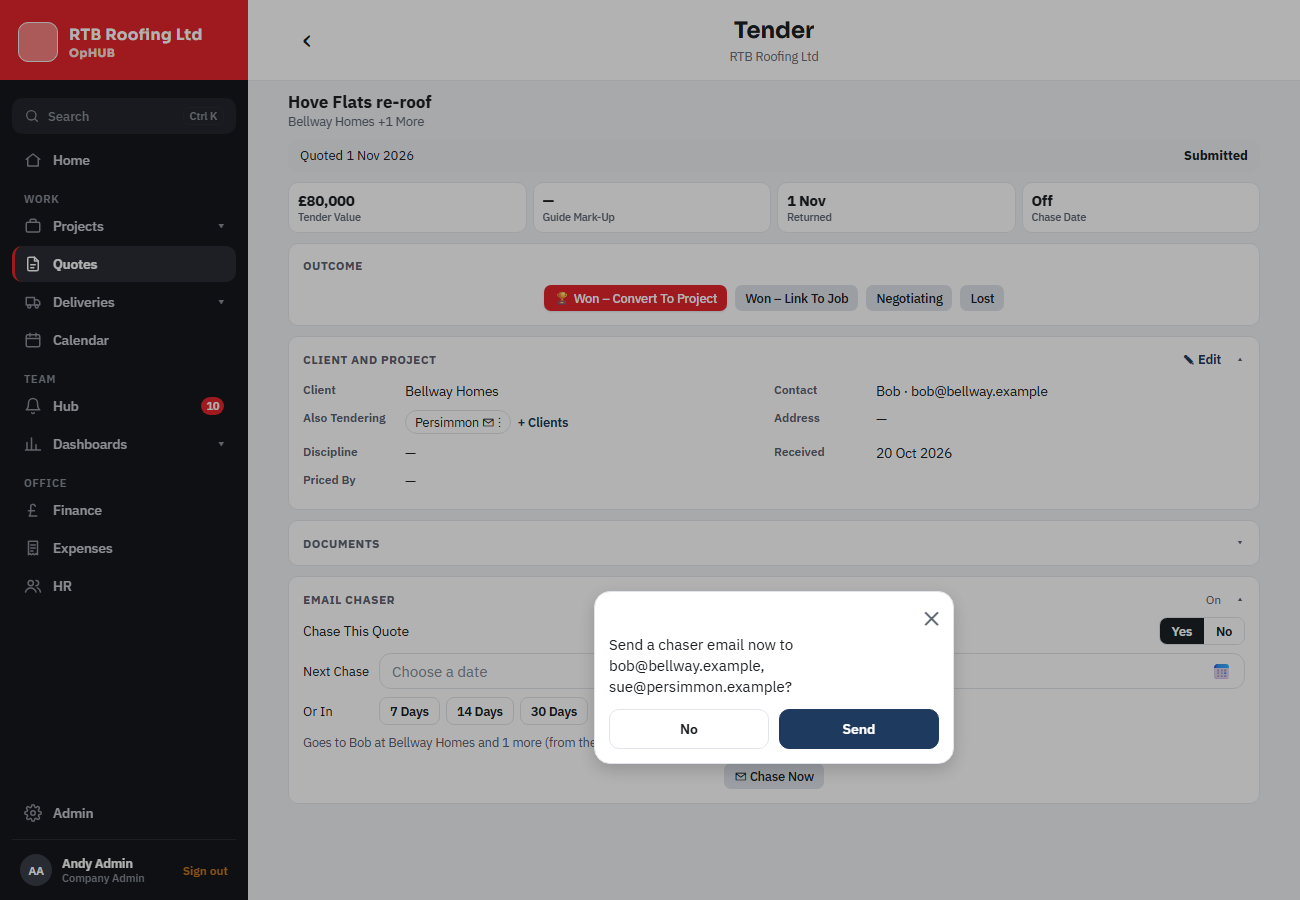 RTB Roofing Ltd
OpHUB
Search Ctrl K
Home
WORK
Projects
Quotes
Deliveries
Calendar
TEAM
Hub 10
Dashboards
OFFICE
Finance
Expenses
HR
Admin
AA Andy Admin
Company Admin
Sign out
Tender
RTB Roofing Ltd
Hove Flats re-roof
Bellway Homes +1 More
Quoted 1 Nov 2026 Submitted
£80,000
Tender Value
—
Guide Mark-Up
1 Nov
Returned
Off
Chase Date
OUTCOME
Won – Convert To Project Won – Link To Job Negotiating Lost
CLIENT AND PROJECT Edit
Client Bellway Homes
Contact Bob · bob@bellway.example
Also Tendering Persimmon + Clients
Address —
Discipline —
Received 20 Oct 2026
Priced By —
DOCUMENTS
EMAIL CHASER On
Chase This Quote Yes No
Next Chase Choose a date
Or In 7 Days 14 Days 30 Days
Goes to Bob at Bellway Homes and 1 more (from the
Chase Now
Send a chaser email now to
bob@bellway.example,
sue@persimmon.example?
No Send